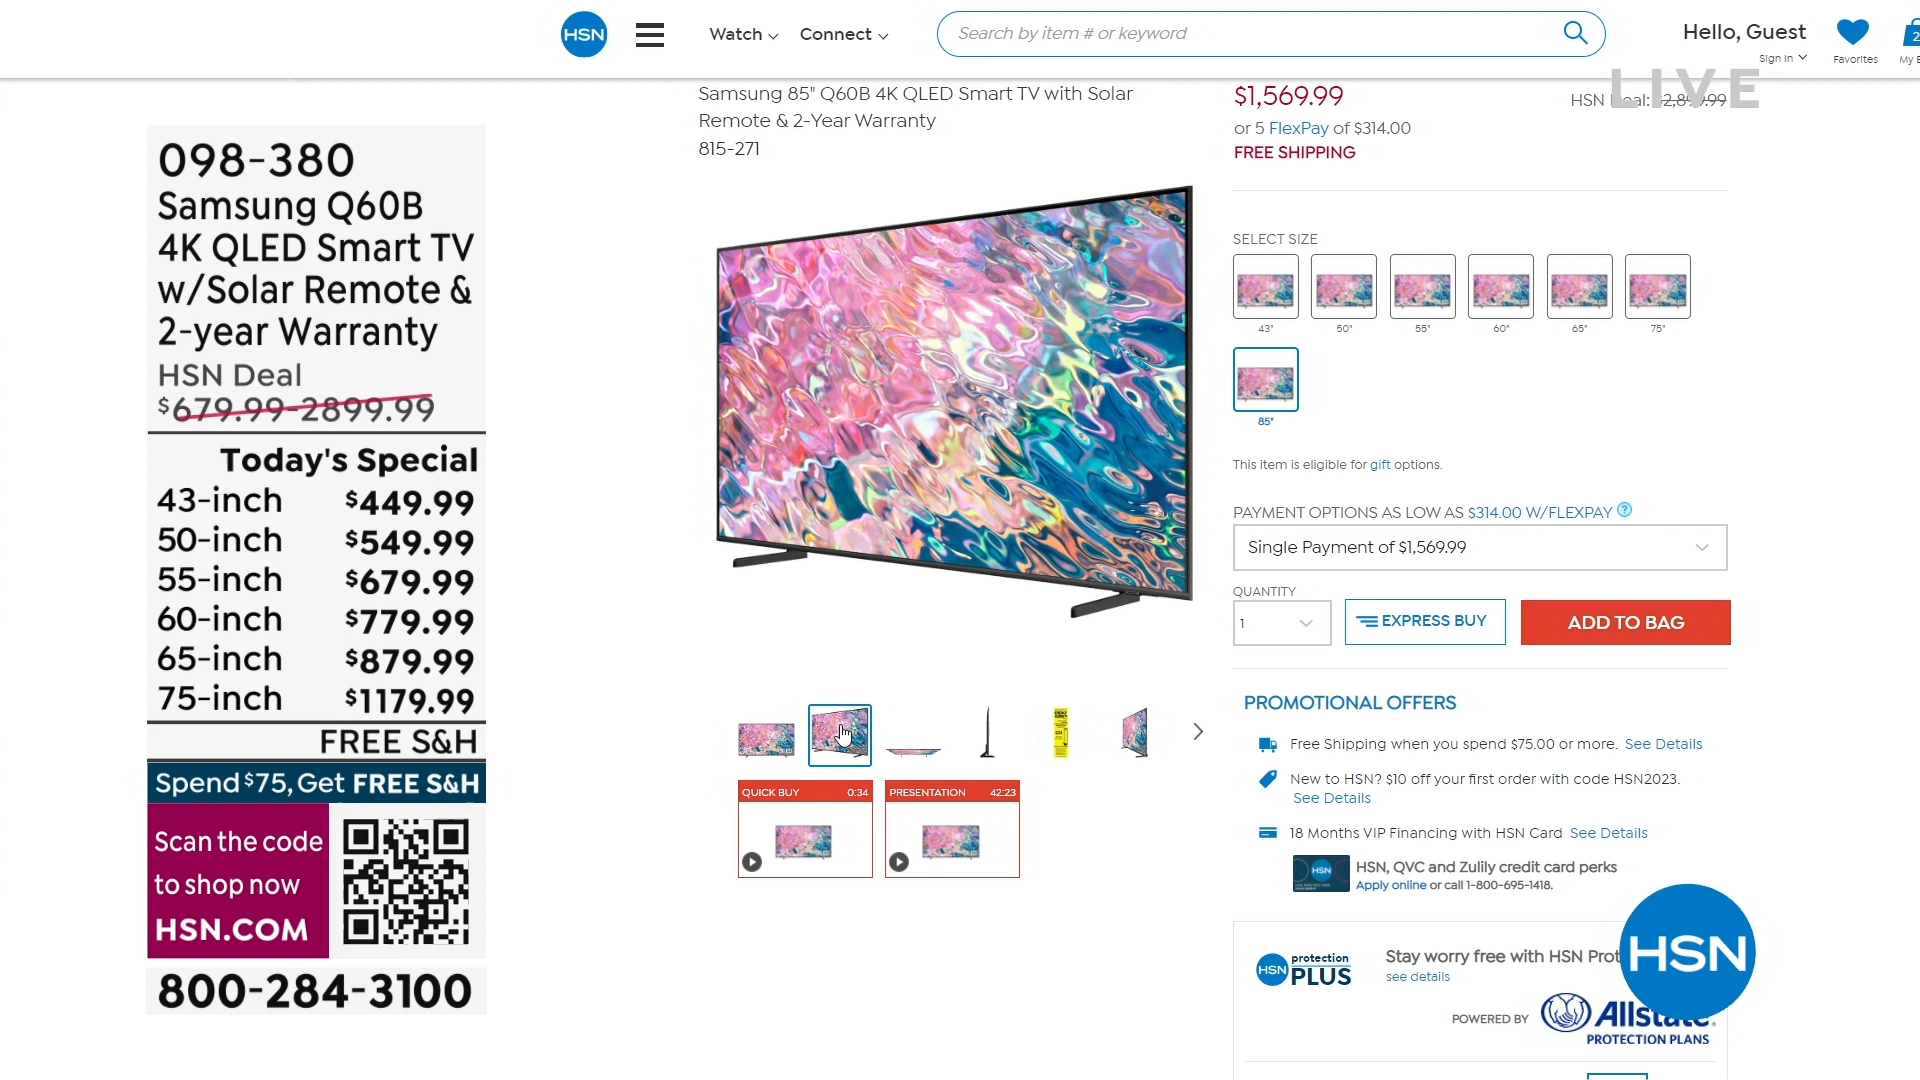 HSN
Watch
Connect
Search by item # or keyword
Hello, Guest
Sign In
Favorites
2
LIVE
098-380
Samsung Q60B
4K QLED Smart TV
w/Solar Remote &
2-year Warranty
HSN Deal
$679.99-2899.99
Today's Special
43-inch $449.99
50-inch $549.99
55-inch $679.99
60-inch $779.99
65-inch $879.99
75-inch $1179.99
FREE S&H
Spend $75, Get FREE S&H
Scan the code
to shop now
HSN.COM
800-284-3100
Samsung 85" Q60B 4K QLED Smart TV with Solar
Remote & 2-Year Warranty
815-271
QUICK BUY 0:34
PRESENTATION 42:23
$1,569.99
HSN Deal: $2,899.99
or 5 FlexPay of $314.00
FREE SHIPPING
SELECT SIZE
43" 50" 55" 60" 65" 75"
85"
This item is eligible for gift options.
PAYMENT OPTIONS AS LOW AS $314.00 W/FLEXPAY ?
Single Payment of $1,569.99
QUANTITY
1
EXPRESS BUY
ADD TO BAG
PROMOTIONAL OFFERS
Free Shipping when you spend $75.00 or more. See Details
New to HSN? $10 off your first order with code HSN2023.
See Details
18 Months VIP Financing with HSN Card See Details
HSN
HSN, QVC and Zulily credit card perks
Apply online or call 1-800-695-1418.
HSN protection PLUS
Stay worry free with HSN Prot
see details
HSN
POWERED BY
Allstate
PROTECTION PLANS